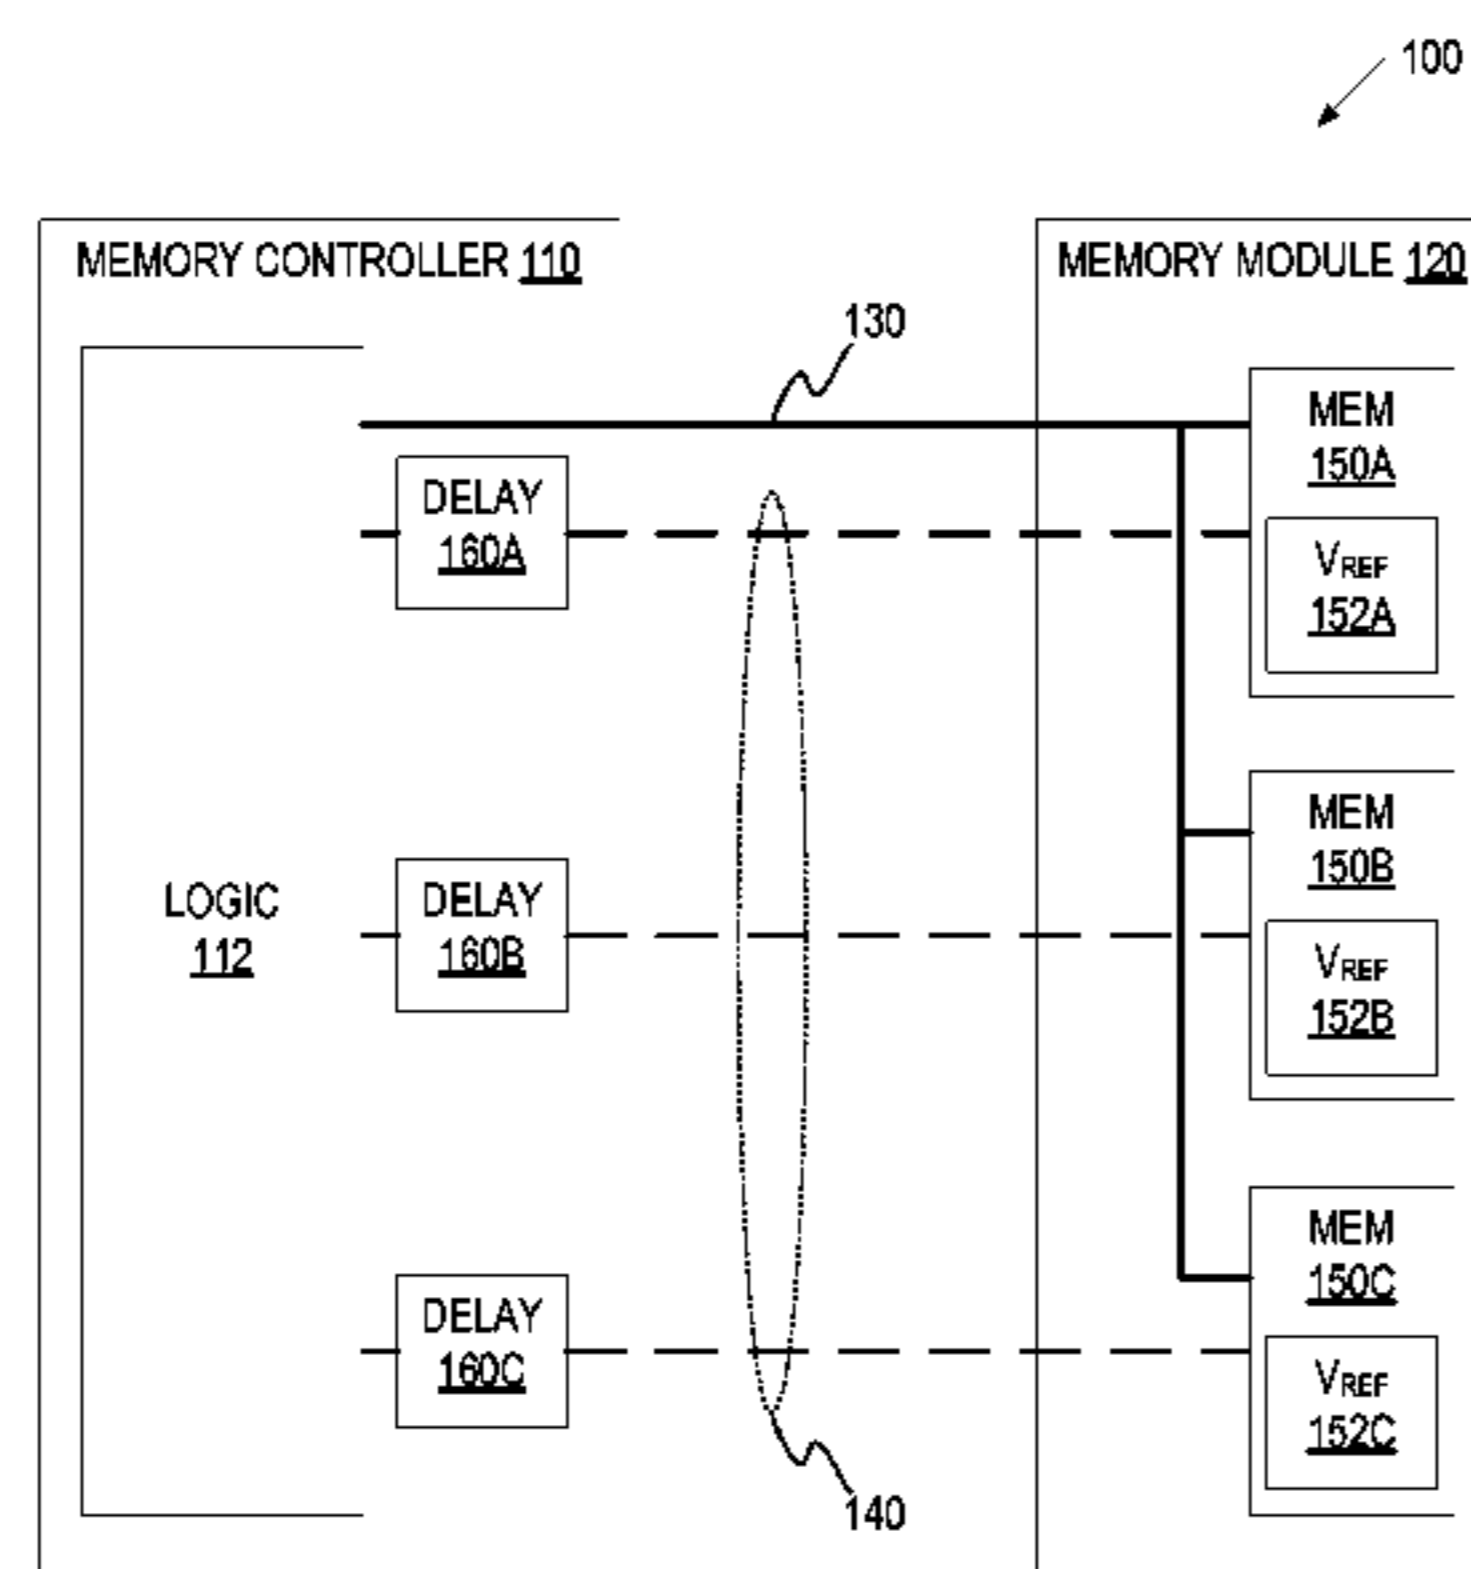 100
MEMORY CONTROLLER 110
MEMORY MODULE 120
130
MEM
150A
DELAY
160A
VREF
152A
MEM
150B
LOGIC
112
DELAY
160B
VREF
152B
MEM
150C
DELAY
160C
VREF
152C
140